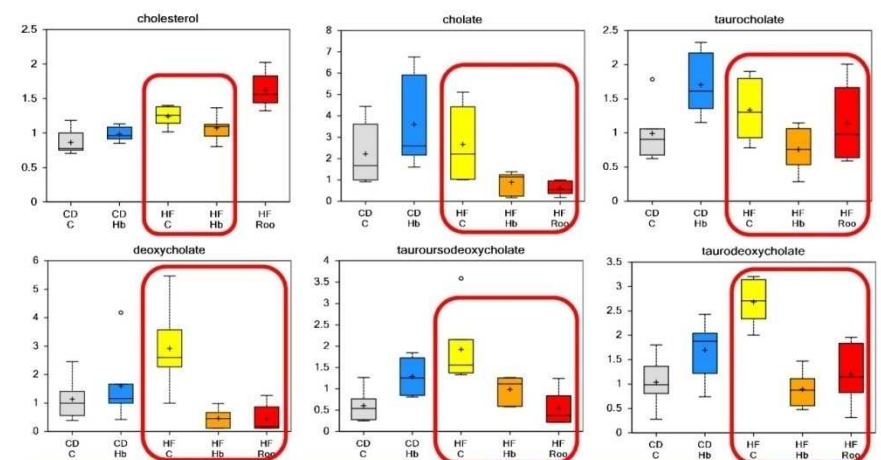 cholesterol
2.5
2
1.5
1
0.5
0
CD C
CD Hb
HF C
HF Hb
HF Roo
cholate
8
7
6
5
4
3
2
1
0
CD C
CD Hb
HF C
HF Hb
HF Roo
taurocholate
2.5
2
1.5
1
0.5
0
CD C
CD Hb
HF C
HF Hb
HF Roo
deoxycholate
6
5
4
3
2
1
0
CD C
CD Hb
HF C
HF Hb
HF Roo
tauroursodeoxycholate
4
3.5
3
2.5
2
1.5
1
0.5
0
CD C
CD Hb
HF C
HF Hb
HF Roo
taurodeoxycholate
3.5
3
2.5
2
1.5
1
0.5
0
CD C
CD Hb
HF C
HF Hb
HF Roo